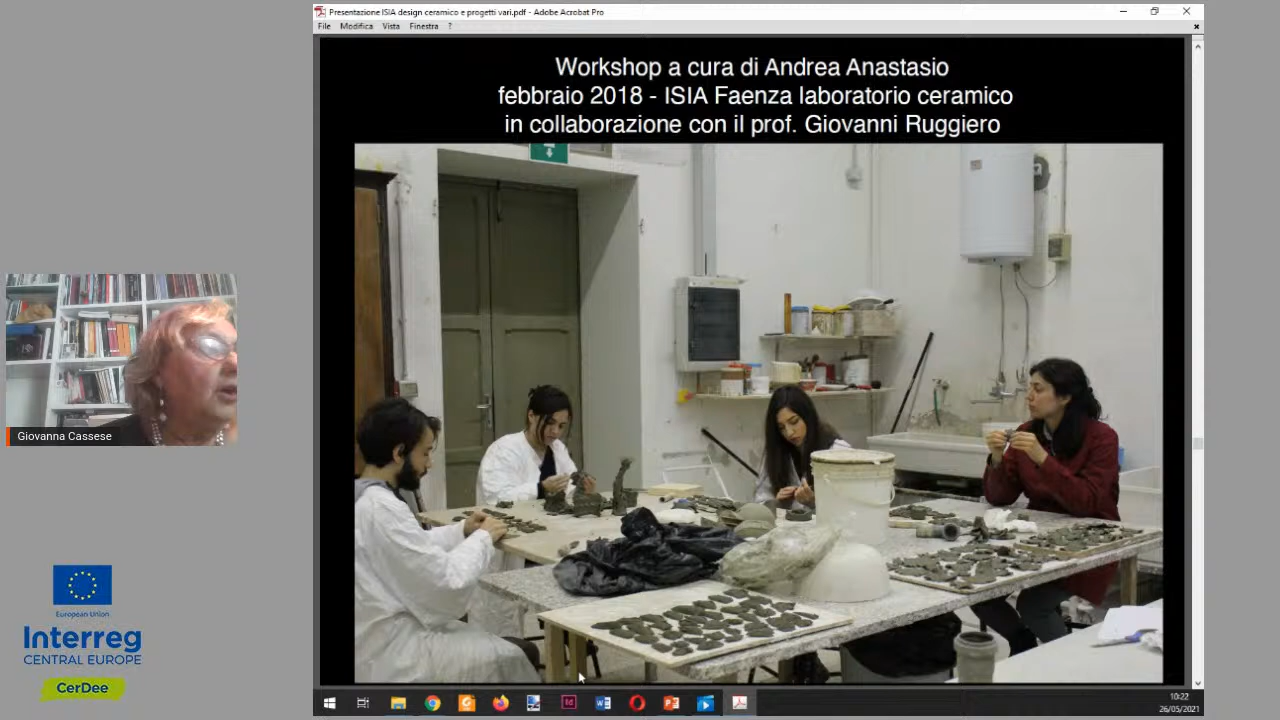 Presentazione ISIA design ceramico e progetti vari.pdf - Adobe Acrobat Pro
File Modifica Vista Finestra ?
Workshop a cura di Andrea Anastasio
febbraio 2018 - ISIA Faenza laboratorio ceramico
in collaborazione con il prof. Giovanni Ruggiero
Giovanna Cassese
European Union
Interreg
CENTRAL EUROPE
CerDee
10:22
26/05/2021